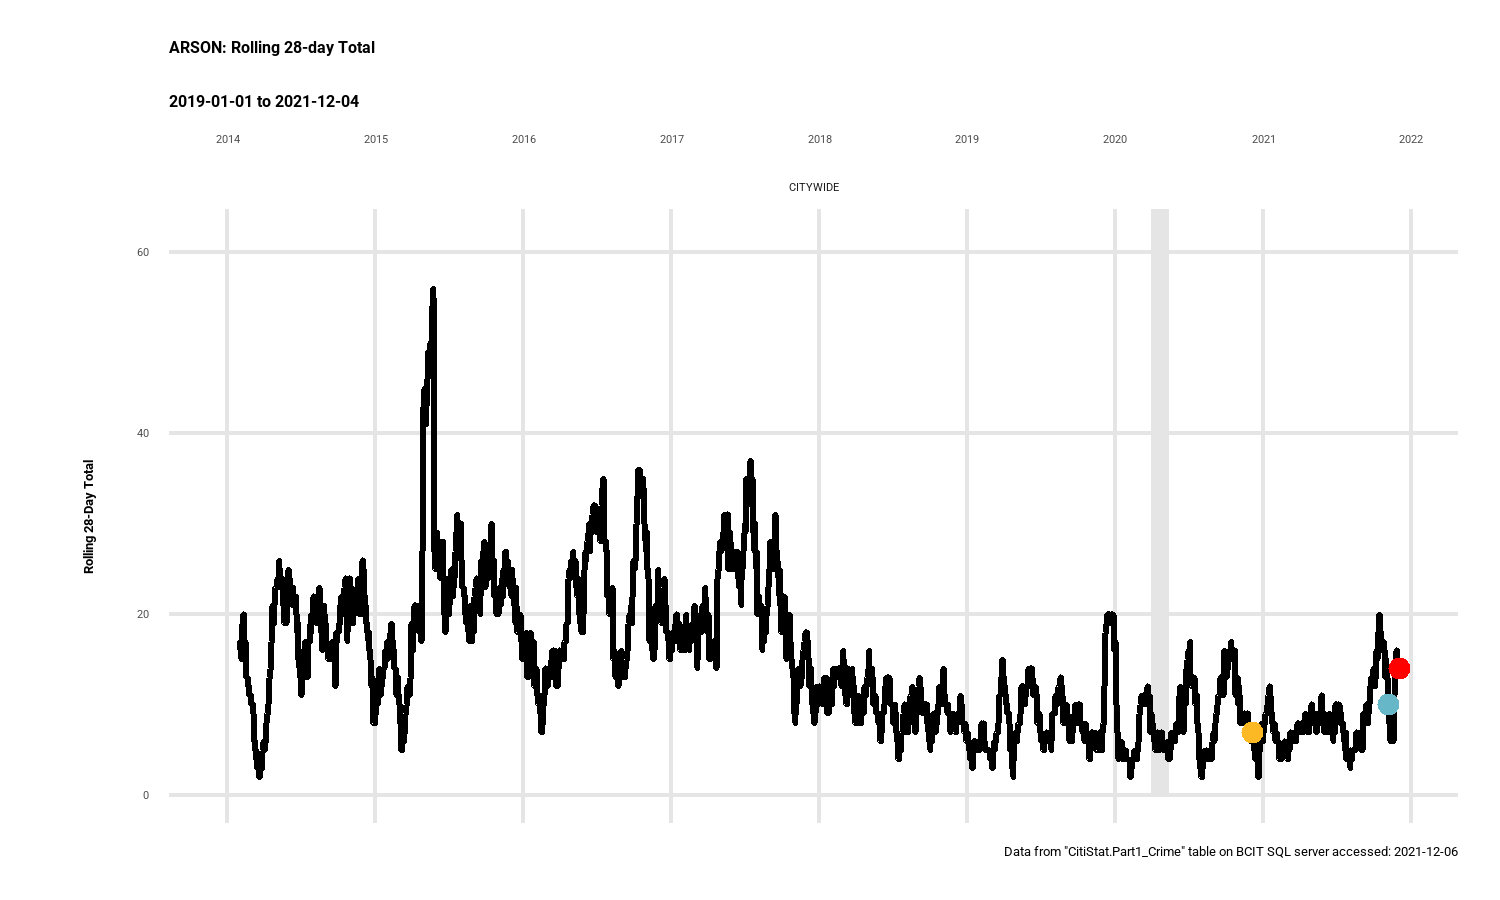 ARSON: Rolling 28-day Total
2019-01-01 to 2021-12-04
2014 2015 2016 2017 2018 2019 2020 2021 2022
CITYWIDE
60
40
20
0
Rolling 28-Day Total
Data from "CitiStat.Part1_Crime" table on BCIT SQL server accessed: 2021-12-06